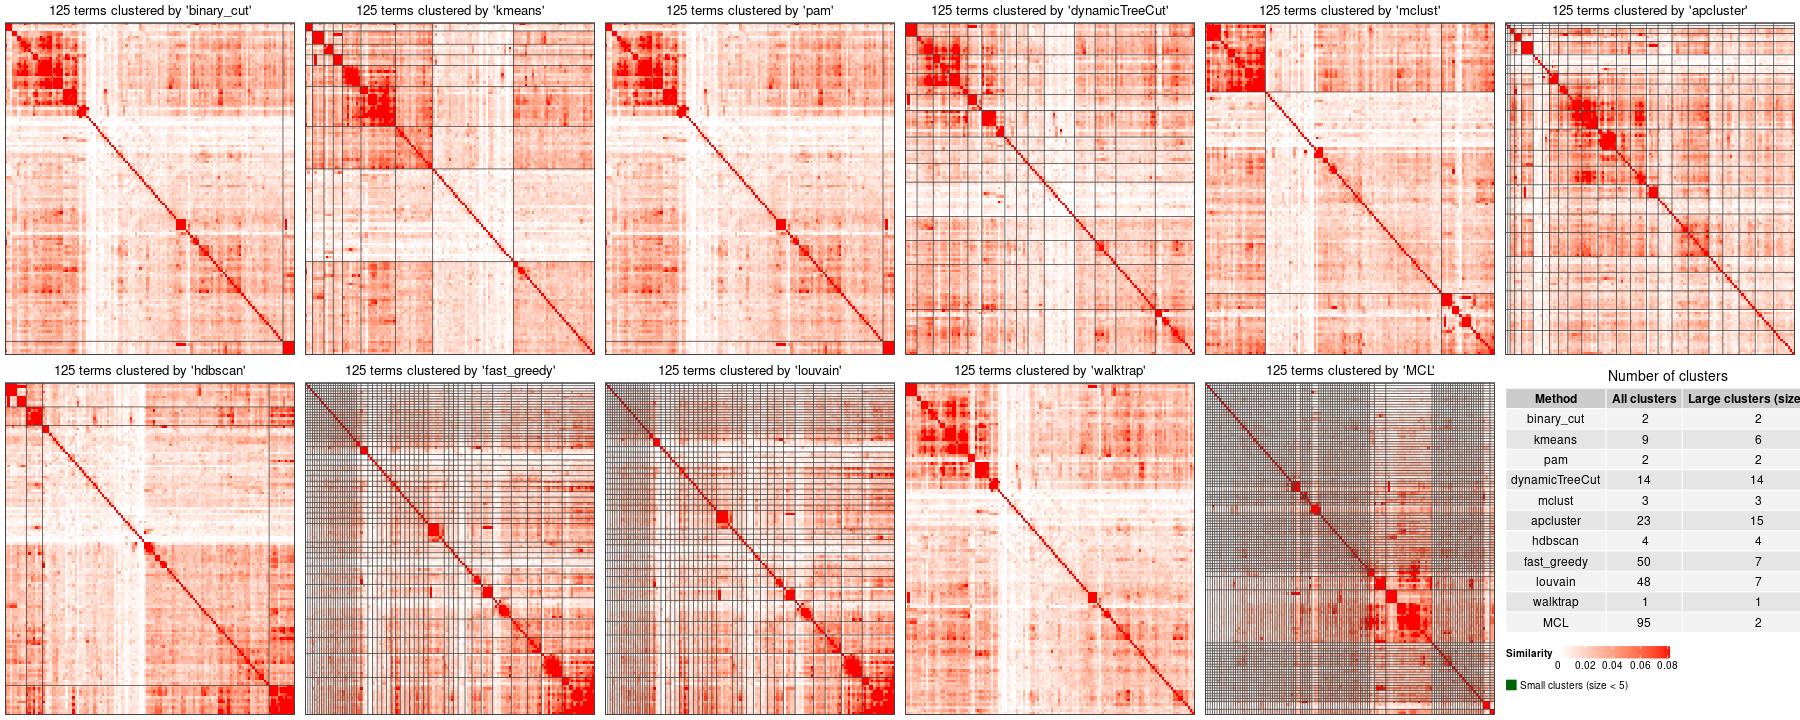 125 terms clustered by 'binary_cut'
125 terms clustered by 'kmeans'
125 terms clustered by 'pam'
125 terms clustered by 'dynamicTreeCut'
125 terms clustered by 'mclust'
125 terms clustered by 'apcluster'
125 terms clustered by 'hdbscan'
125 terms clustered by 'fast_greedy'
125 terms clustered by 'louvain'
125 terms clustered by 'walktrap'
125 terms clustered by 'MCL'
Number of clusters
Method All clusters Large clusters (size
binary_cut 2 2
kmeans 9 6
pam 2 2
dynamicTreeCut 14 14
mclust 3 3
apcluster 23 15
hdbscan 4 4
fast_greedy 50 7
louvain 48 7
walktrap 1 1
MCL 95 2
Similarity
0 0.02 0.04 0.06 0.08
Small clusters (size < 5)